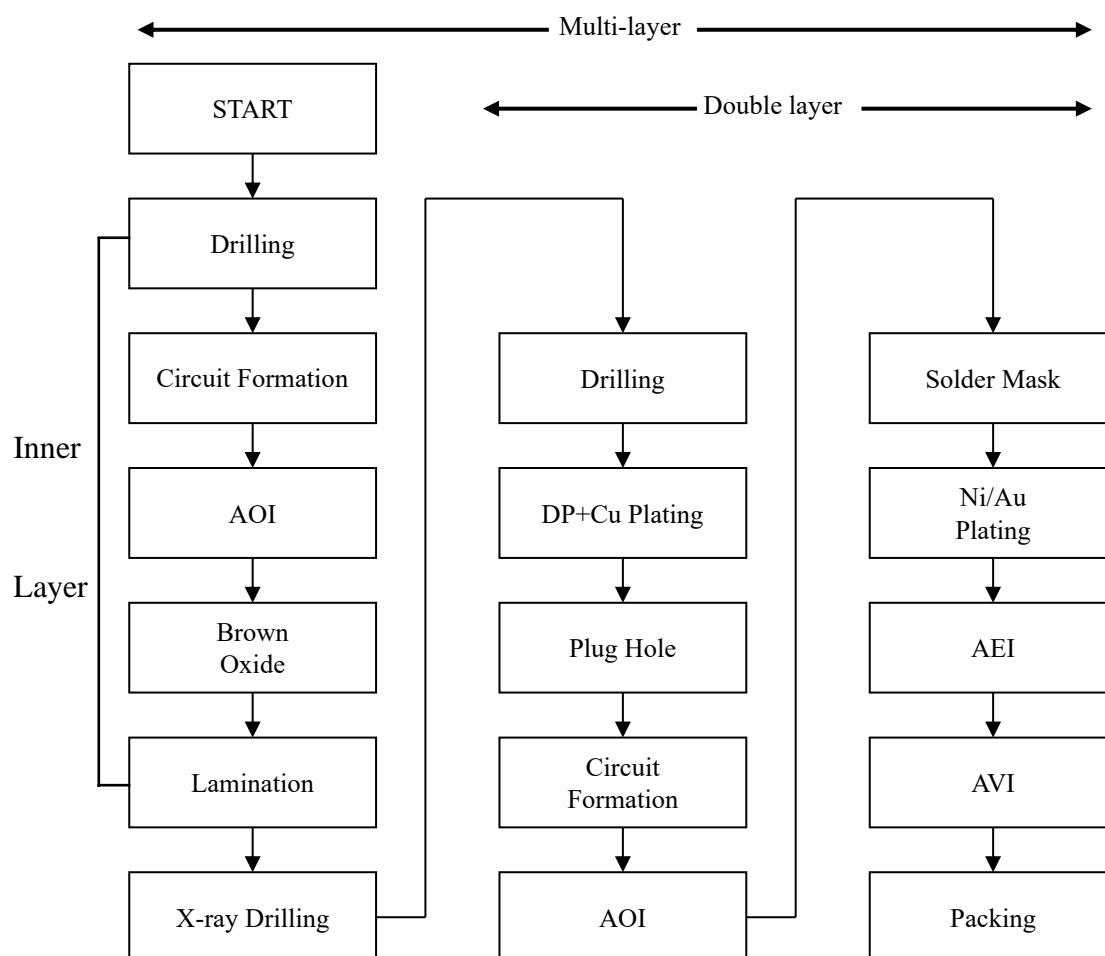 Multi-layer
Double layer
START
Drilling
Circuit Formation
AOI
Brown
Oxide
Lamination
X-ray Drilling
Inner
Layer
Drilling
DP+Cu Plating
Plug Hole
Circuit
Formation
AOI
Solder Mask
Ni/Au
Plating
AEI
AVI
Packing